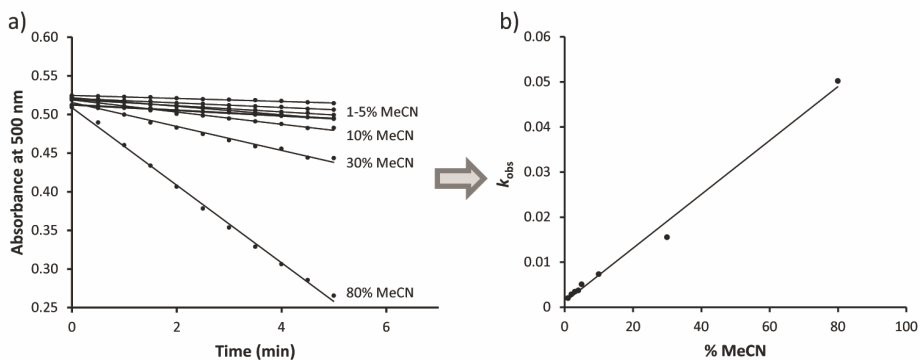 a)
Absorbance at 500 nm
0.60
0.55
0.50
0.45
0.40
0.35
0.30
0.25
0
2
4
6
8
Time (min)
1-5% MeCN
10% MeCN
30% MeCN
80% MeCN
b)
kobs
0.06
0.05
0.04
0.03
0.02
0.01
0
0
20
40
60
80
100
% MeCN